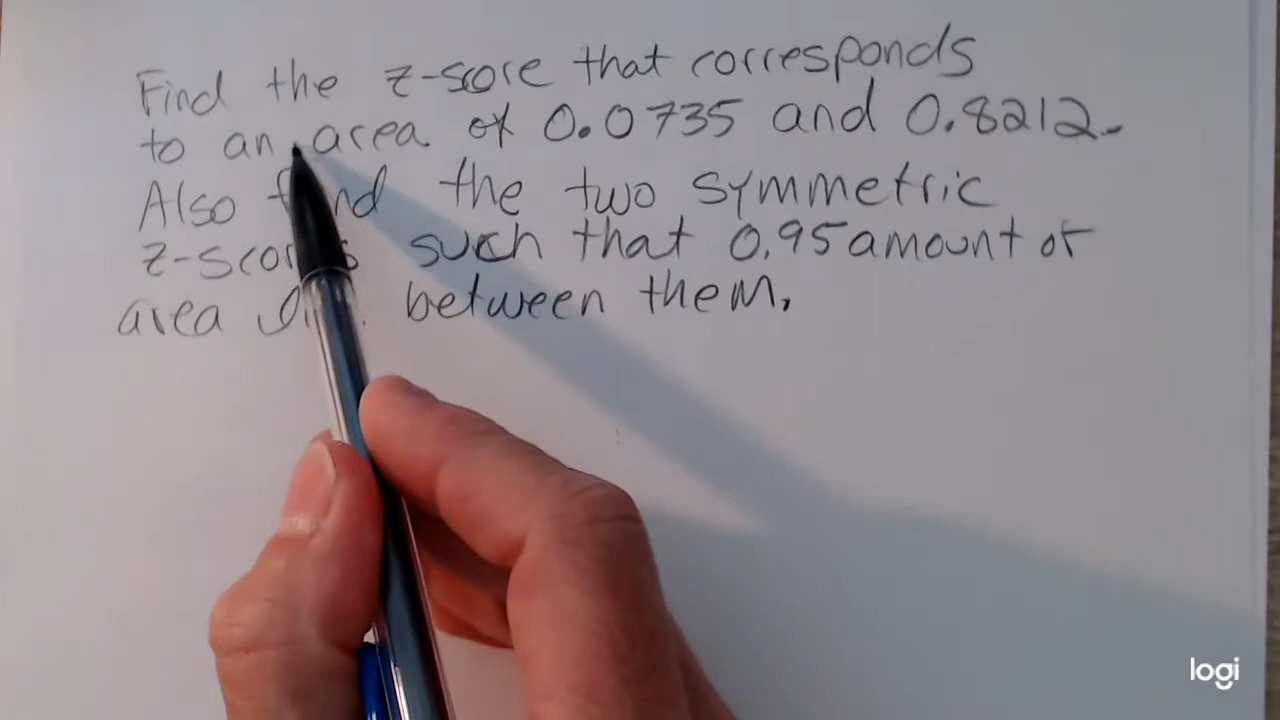 Find the z-score that corresponds
to an area of 0.0735 and 0.8212.
Also find the two symmetric
z-scores such that 0.95 amount of
area between them.
logi